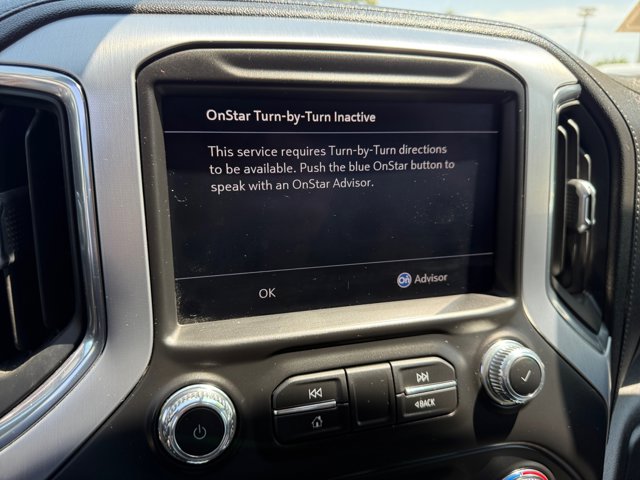 OnStar Turn-by-Turn Inactive
This service requires Turn-by-Turn directions
to be available. Push the blue OnStar button to
speak with an OnStar Advisor.
OK
On Advisor
BACK